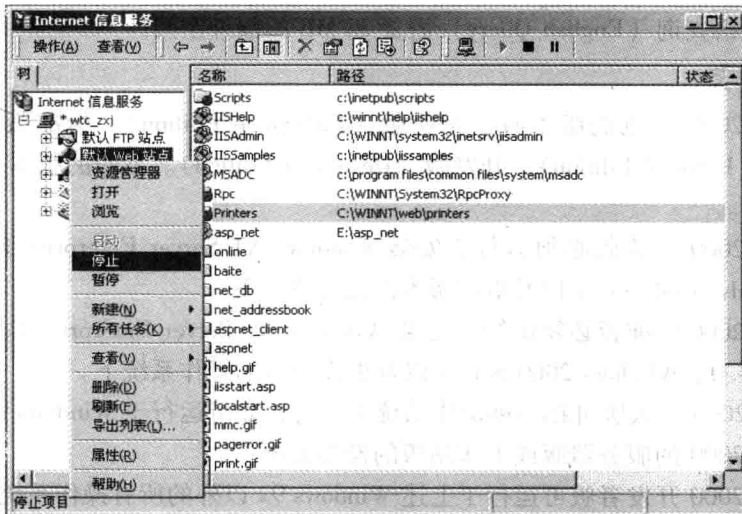 Internet 信息服务
操作(A) 查看(V)
树
名称 路径 状态
Internet 信息服务
* wtc_zxj
默认 FTP 站点
默认 Web 站点
资源管理器
打开
浏览
启动
停止
暂停
新建(N)
所有任务(K)
查看(V)
删除(D)
刷新(F)
导出列表(L)...
属性(R)
帮助(H)
Scripts c:\inetpub\scripts
IISHelp c:\winnt\help\iishelp
IISAdmin C:\WINNT\system32\inetsrv\iisadmin
IISSamples c:\inetpub\iissamples
MSADC c:\program files\common files\system\msadc
Rpc C:\WINNT\System32\RpcProxy
Printers C:\WINNT\web\printers
asp_net E:\asp_net
online
baite
net_db
net_addressbook
aspnet_client
aspnet
help.gif
iisstart.asp
localstart.asp
mmc.gif
pagerror.gif
print.gif
停止项目